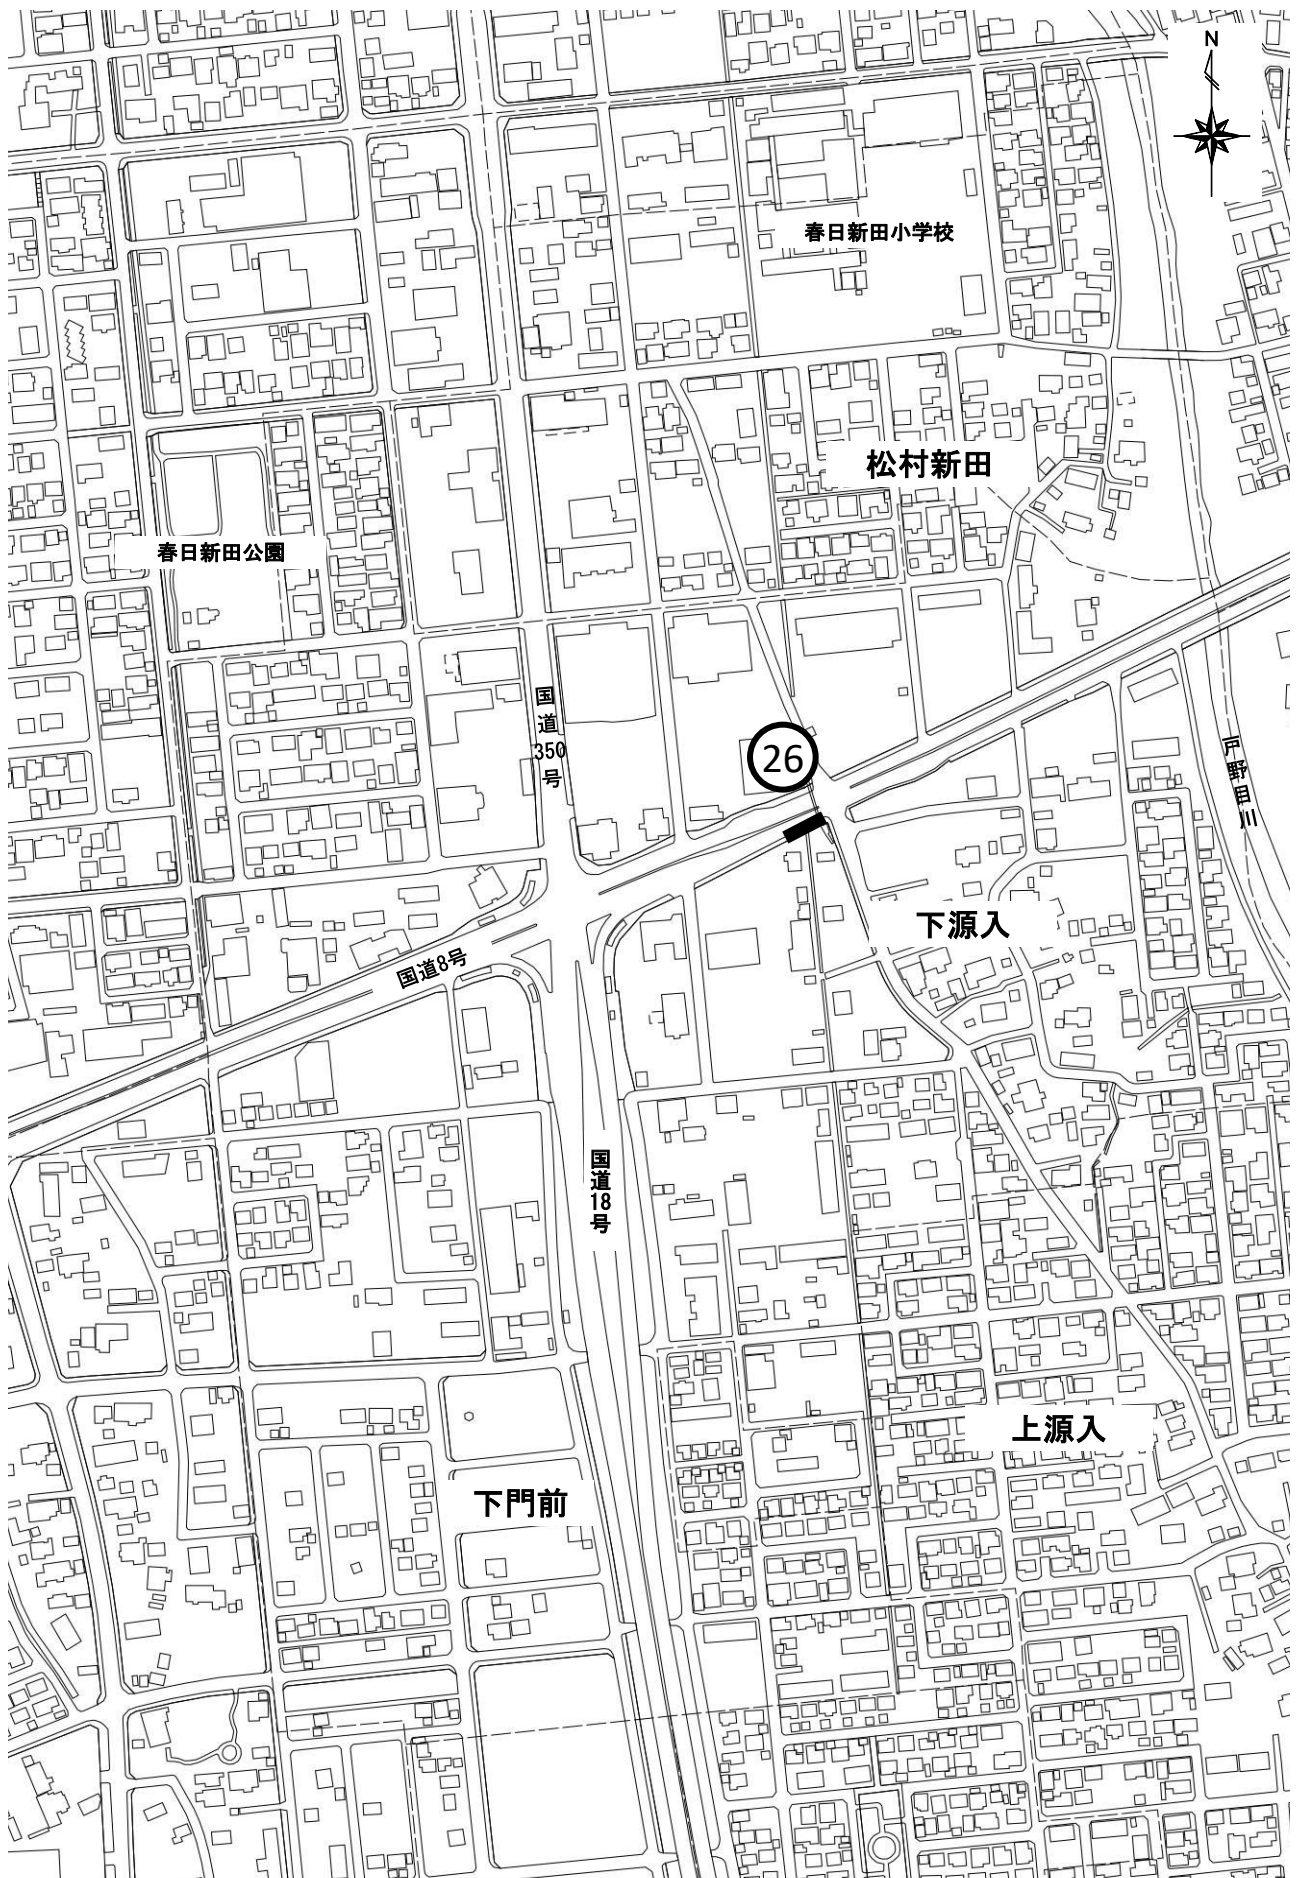 N
春日新田小学校
松村新田
春日新田公園
国道350号
26
戸野目川
下源入
国道8号
国道18号
上源入
下門前